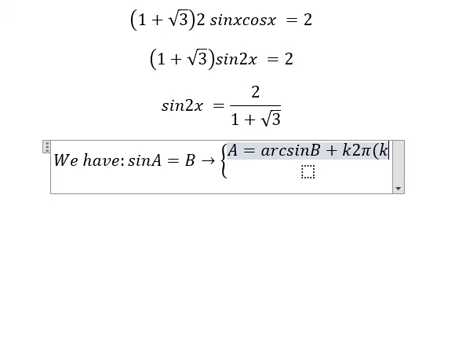 (1 + √3)2 sinxcosx = 2
(1 + √3)sin2x = 2
sin2x = 2/(1 + √3)
We have: sinA = B → { A = arcsinB + k2π(k